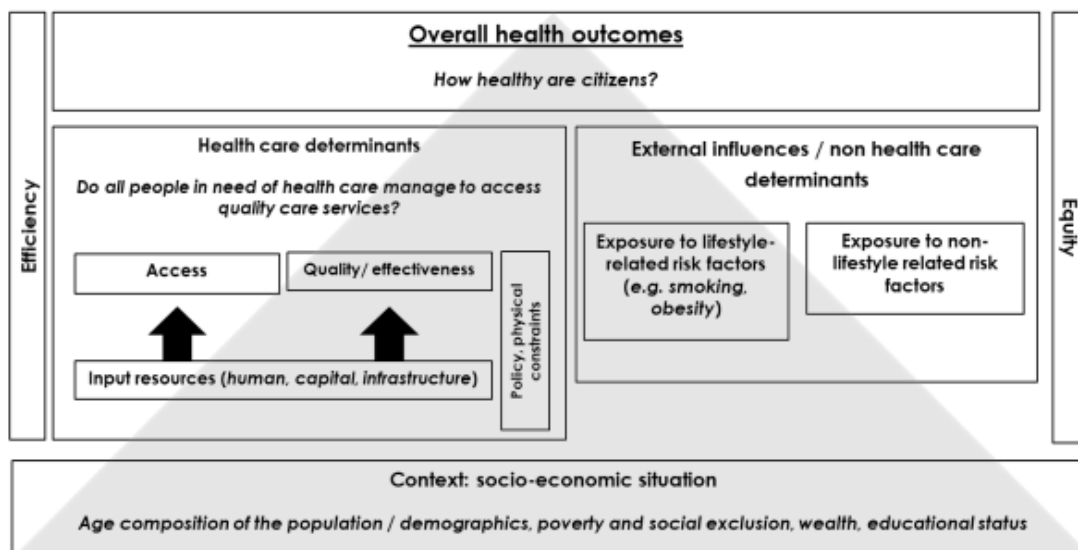 Overall health outcomes
How healthy are citizens?
Efficiency
Health care determinants
Do all people in need of health care manage to access
quality care services?
Access
Quality/ effectiveness
Input resources (human, capital, infrastructure)
Policy, physical
constraints
External influences / non health care
determinants
Exposure to lifestyle-
related risk factors
(e.g. smoking,
obesity)
Exposure to non-
lifestyle related risk
factors
Equity
Context: socio-economic situation
Age composition of the population / demographics, poverty and social exclusion, wealth, educational status